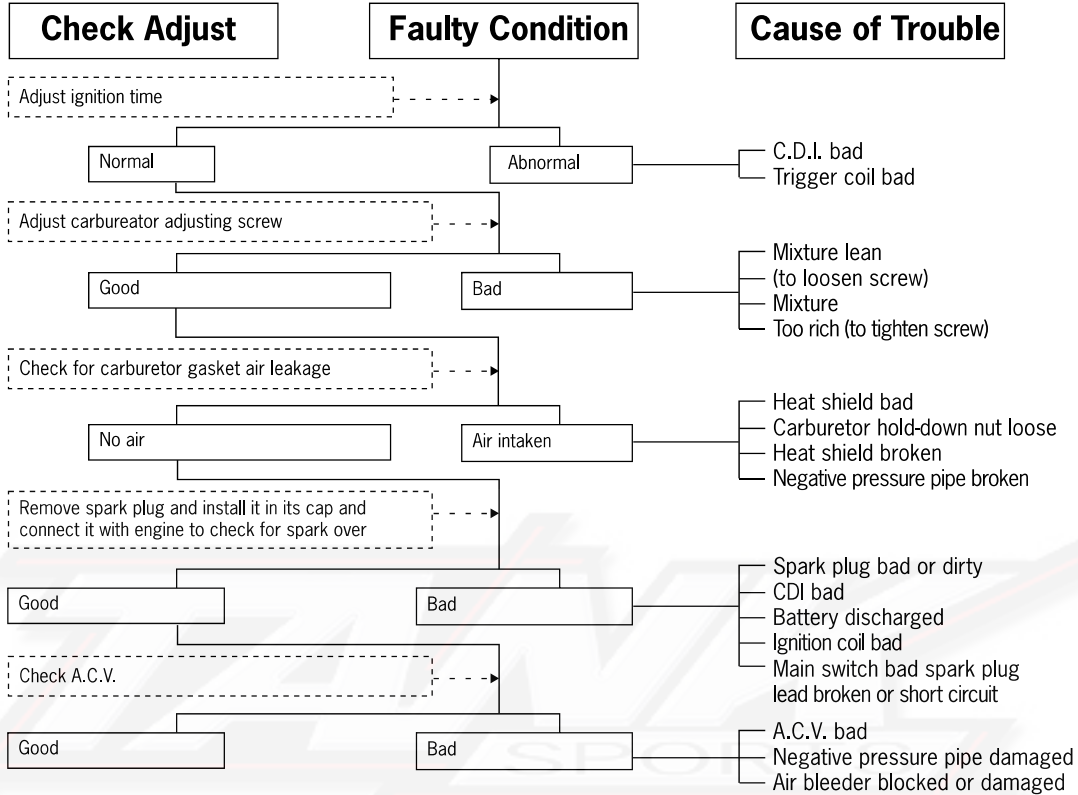 Check Adjust
Faulty Condition
Cause of Trouble
Adjust ignition time
Normal
Abnormal
C.D.I. bad
Trigger coil bad
Adjust carbureator adjusting screw
Good
Bad
Mixture lean
(to loosen screw)
Mixture
Too rich (to tighten screw)
Check for carburetor gasket air leakage
No air
Air intaken
Heat shield bad
Carburetor hold-down nut loose
Heat shield broken
Negative pressure pipe broken
Remove spark plug and install it in its cap and
connect it with engine to check for spark over
Good
Bad
Spark plug bad or dirty
CDI bad
Battery discharged
Ignition coil bad
Main switch bad spark plug
lead broken or short circuit
Check A.C.V.
Good
Bad
A.C.V. bad
Negative pressure pipe damaged
Air bleeder blocked or damaged